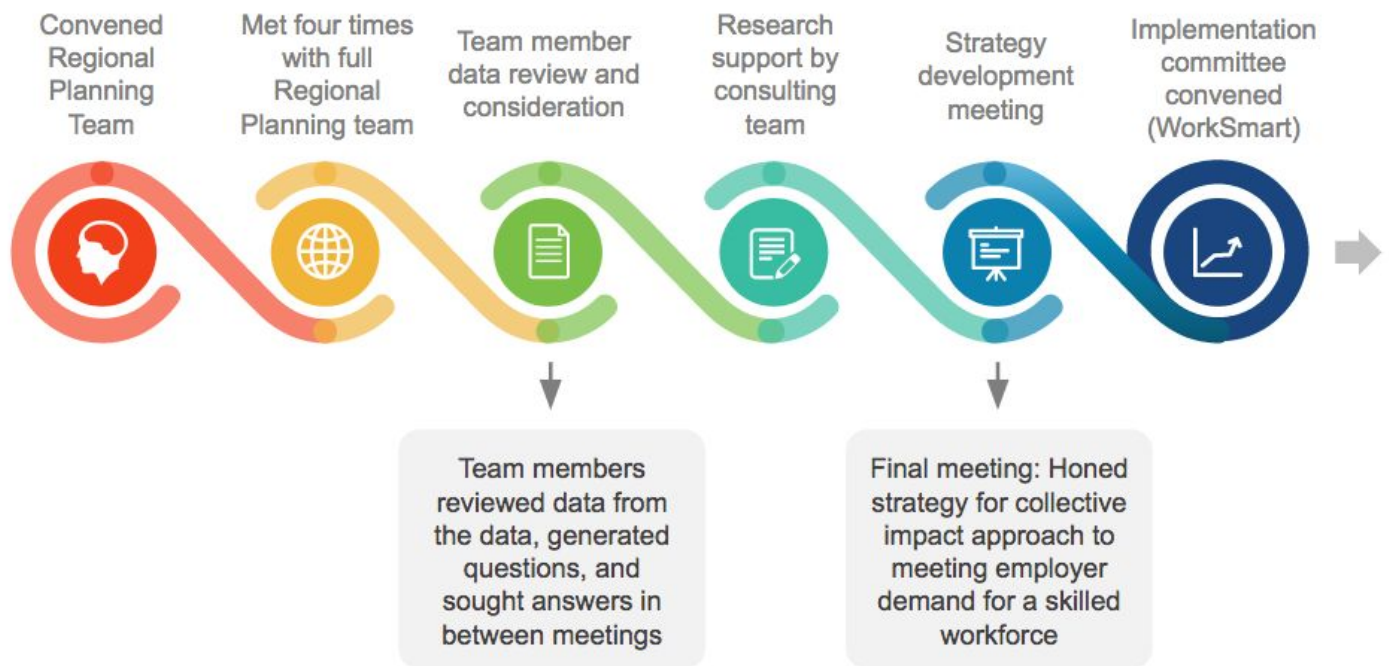 Convened
Regional
Planning
Team
Met four times
with full
Regional
Planning team
Team member
data review and
consideration
Research
support by
consulting
team
Strategy
development
meeting
Implementation
committee
convened
(WorkSmart)
Team members
reviewed data from
the data, generated
questions, and
sought answers in
between meetings
Final meeting: Honed
strategy for collective
impact approach to
meeting employer
demand for a skilled
workforce